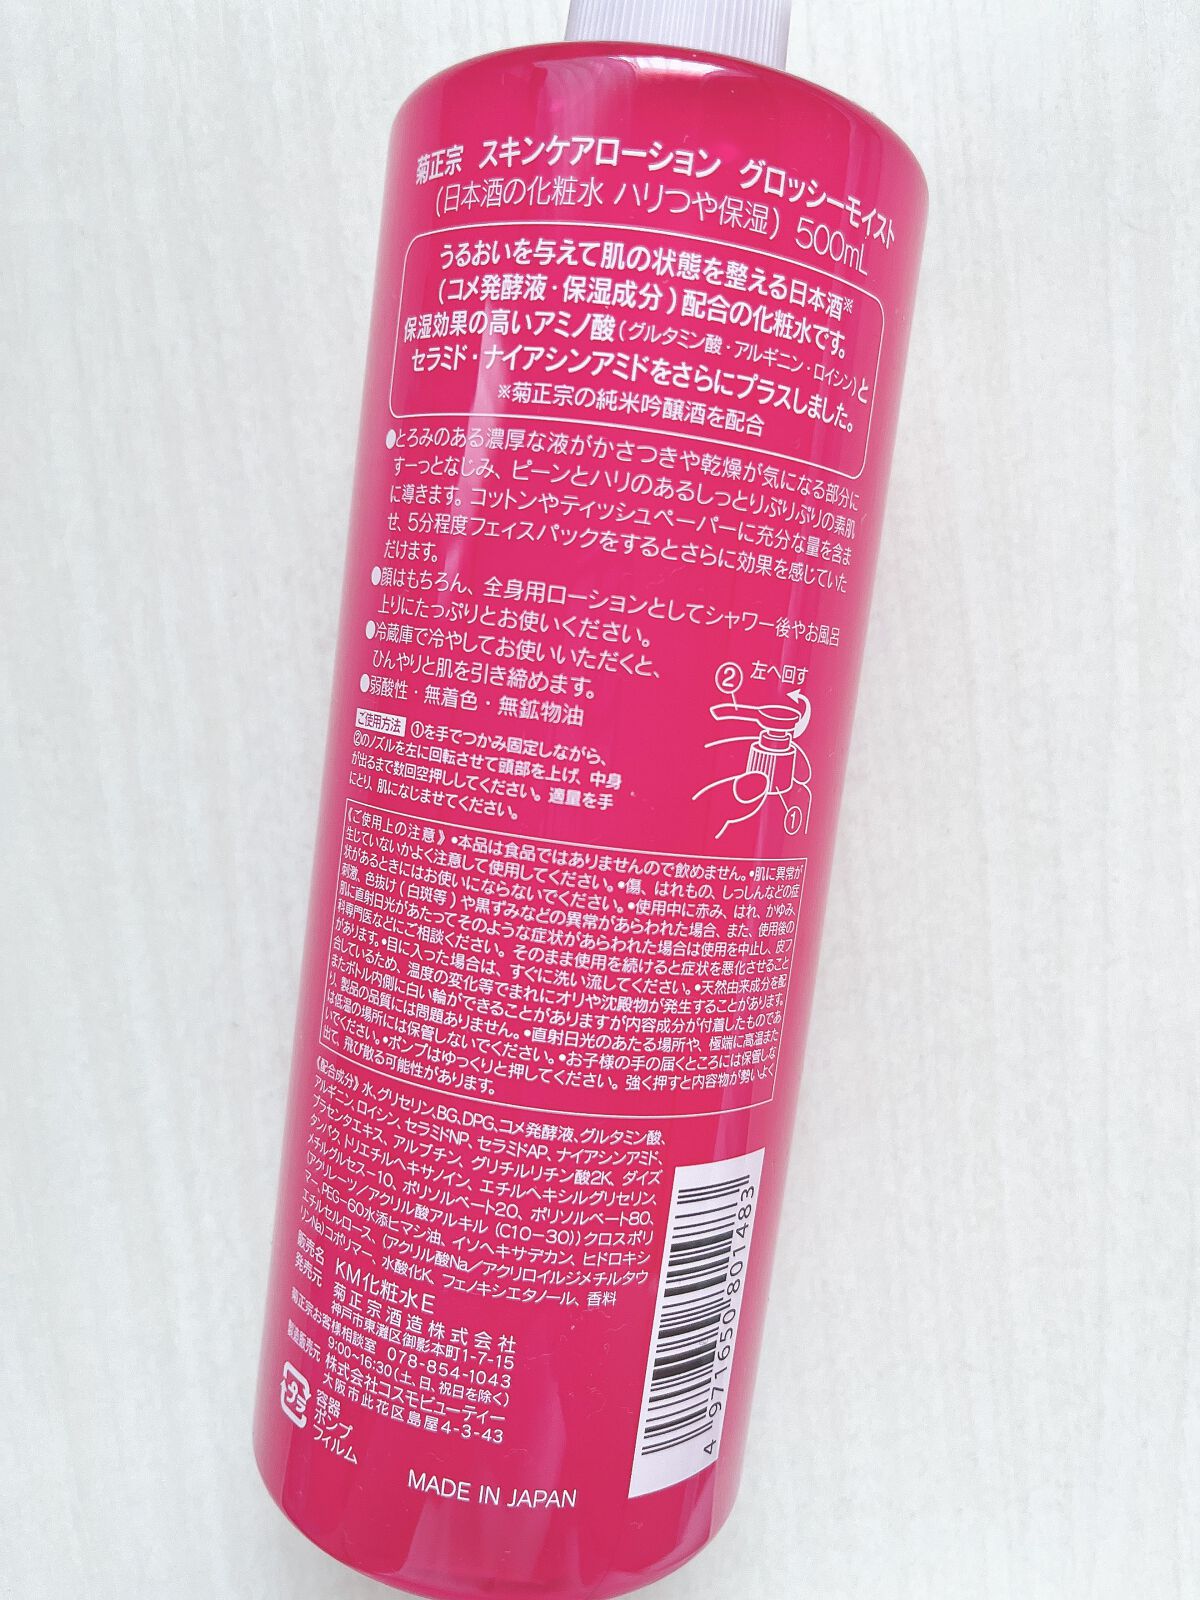 菊正宗 スキンケアローション グロッシーモイスト
(日本酒の化粧水 ハリつや保湿) 500mL
うるおいを与えて肌の状態を整える日本酒※
(コメ発酵液・保湿成分)配合の化粧水です。
保湿効果の高いアミノ酸(グルタミン酸・アルギニン・ロイシン)と
セラミド・ナイアシンアミドをさらにプラスしました。
※菊正宗の純米吟醸酒を配合
●とろみのある濃厚な液がかさつきや乾燥が気になる部分に
すーっとなじみ、ピーンとハリのあるしっとりぷりぷりの素肌
に導きます。コットンやティッシュペーパーに充分な量を含ま
せ、5分程度フェイスパックをするとさらに効果を感じていた
だけます。
●顔はもちろん、全身用ローションとしてシャワー後やお風呂
上りにたっぷりとお使いください。
●冷蔵庫で冷やしてお使いいただくと、
ひんやりと肌を引き締めます。
●弱酸性・無着色・無鉱物油
② 左へ回す
①
ご使用方法 ①を手でつかみ固定しながら、
②のノズルを左に回転させて頭部を上げ、中身
が出るまで数回空押ししてください。適量を手
にとり、肌になじませてください。
《ご使用上の注意》•本品は食品ではありませんので飲めません。•肌に異常が
生じていないかよく注意して使用してください。•傷、はれもの、しっしんなどの症
状があるときにはお使いにならないでください。•使用中に赤み、はれ、かゆみ、
刺激、色抜け(白斑等)や黒ずみなどの異常があらわれた場合、また、使用後の
肌に直射日光があたってそのような症状があらわれた場合は使用を中止し、皮フ
科専門医などにご相談ください。そのまま使用を続けると症状を悪化させること
があります。•目に入った場合は、すぐに洗い流してください。•天然由来成分を配
合しているため、温度の変化等でまれにオリや沈殿物が発生することがあります。
またボトル内側に白い輪ができることがありますが内容成分が付着したものであ
り、製品の品質には問題ありません。•直射日光のあたる場所や、極端に高温また
は低温の場所には保管しないでください。•お子様の手の届くところには保管しな
いでください。•ポンプはゆっくりと押してください。強く押すと内容物が勢いよく
出て、飛び散る可能性があります。
《配合成分》水、グリセリン、BG、DPG、コメ発酵液、グルタミン酸、
アルギニン、ロイシン、セラミドNP、セラミドAP、ナイアシンアミド、
プラセンタエキス、アルブチン、グリチルリチン酸2K、ダイズ
タンパク、トリエチルヘキサノイン、エチルヘキシルグリセリン、
メチルグルセス-10、ポリソルベート20、ポリソルベート80、
(アクリレーツ/アクリル酸アルキル(C10-30))クロスポリ
マー、PEG-60水添ヒマシ油、イソヘキサデカン、ヒドロキシ
エチルセルロース、(アクリル酸Na/アクリロイルジメチルタウ
リンNa)コポリマー、水酸化K、フェノキシエタノール、香料
販売名 KM化粧水E
発売元 菊正宗酒造株式会社
神戸市東灘区御影本町1-7-15
菊正宗お客様相談室 078-854-1043
9:00~16:30(土、日、祝日を除く)
製造販売元 株式会社コスモビューティー
大阪市此花区島屋4-3-43
プラ
容器
ポンプ
フィルム
MADE IN JAPAN
4 971650 801483